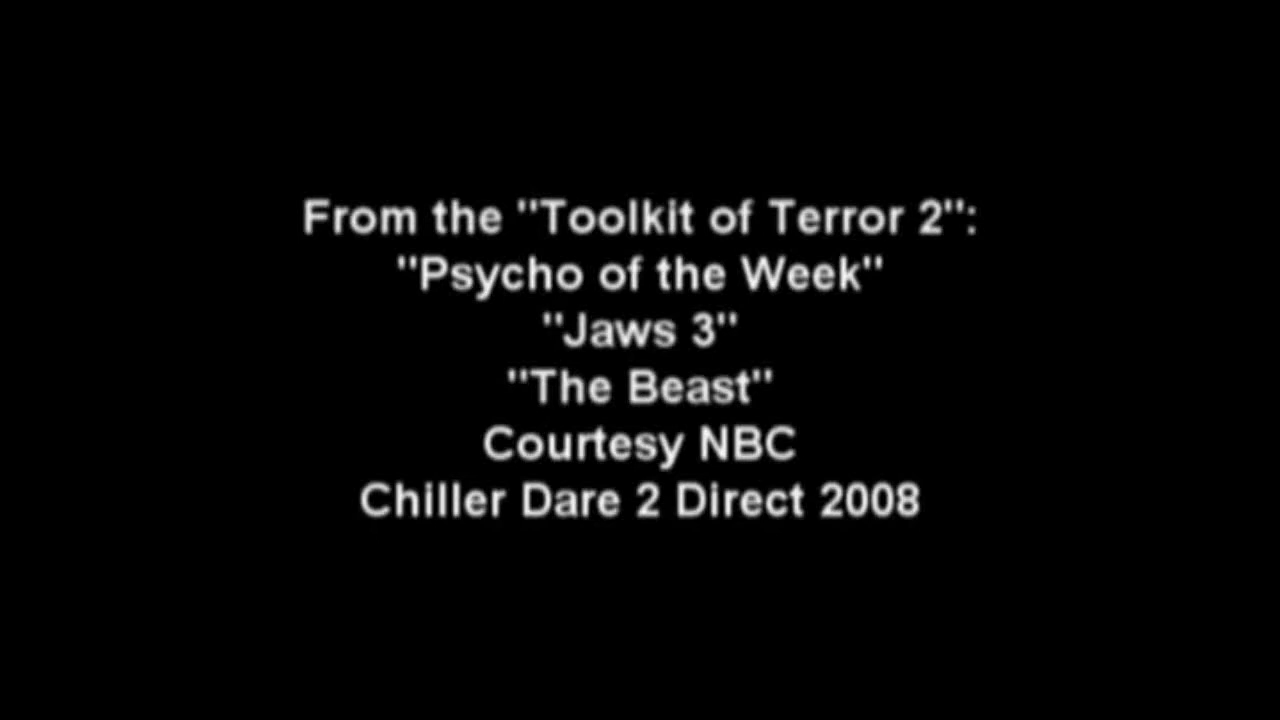 From the "Toolkit of Terror 2":
"Psycho of the Week"
"Jaws 3"
"The Beast"
Courtesy NBC
Chiller Dare 2 Direct 2008